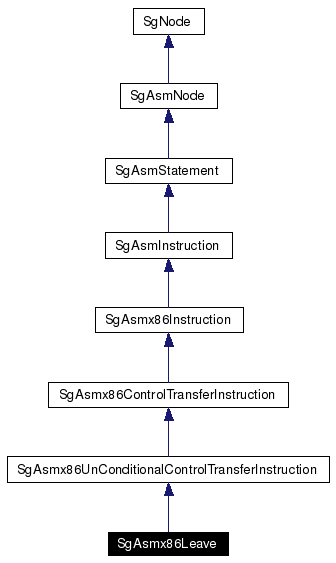 SgNode
SgAsmNode
SgAsmStatement
SgAsmInstruction
SgAsmx86Instruction
SgAsmx86ControlTransferInstruction
SgAsmx86UnConditionalControlTransferInstruction
SgAsmx86Leave